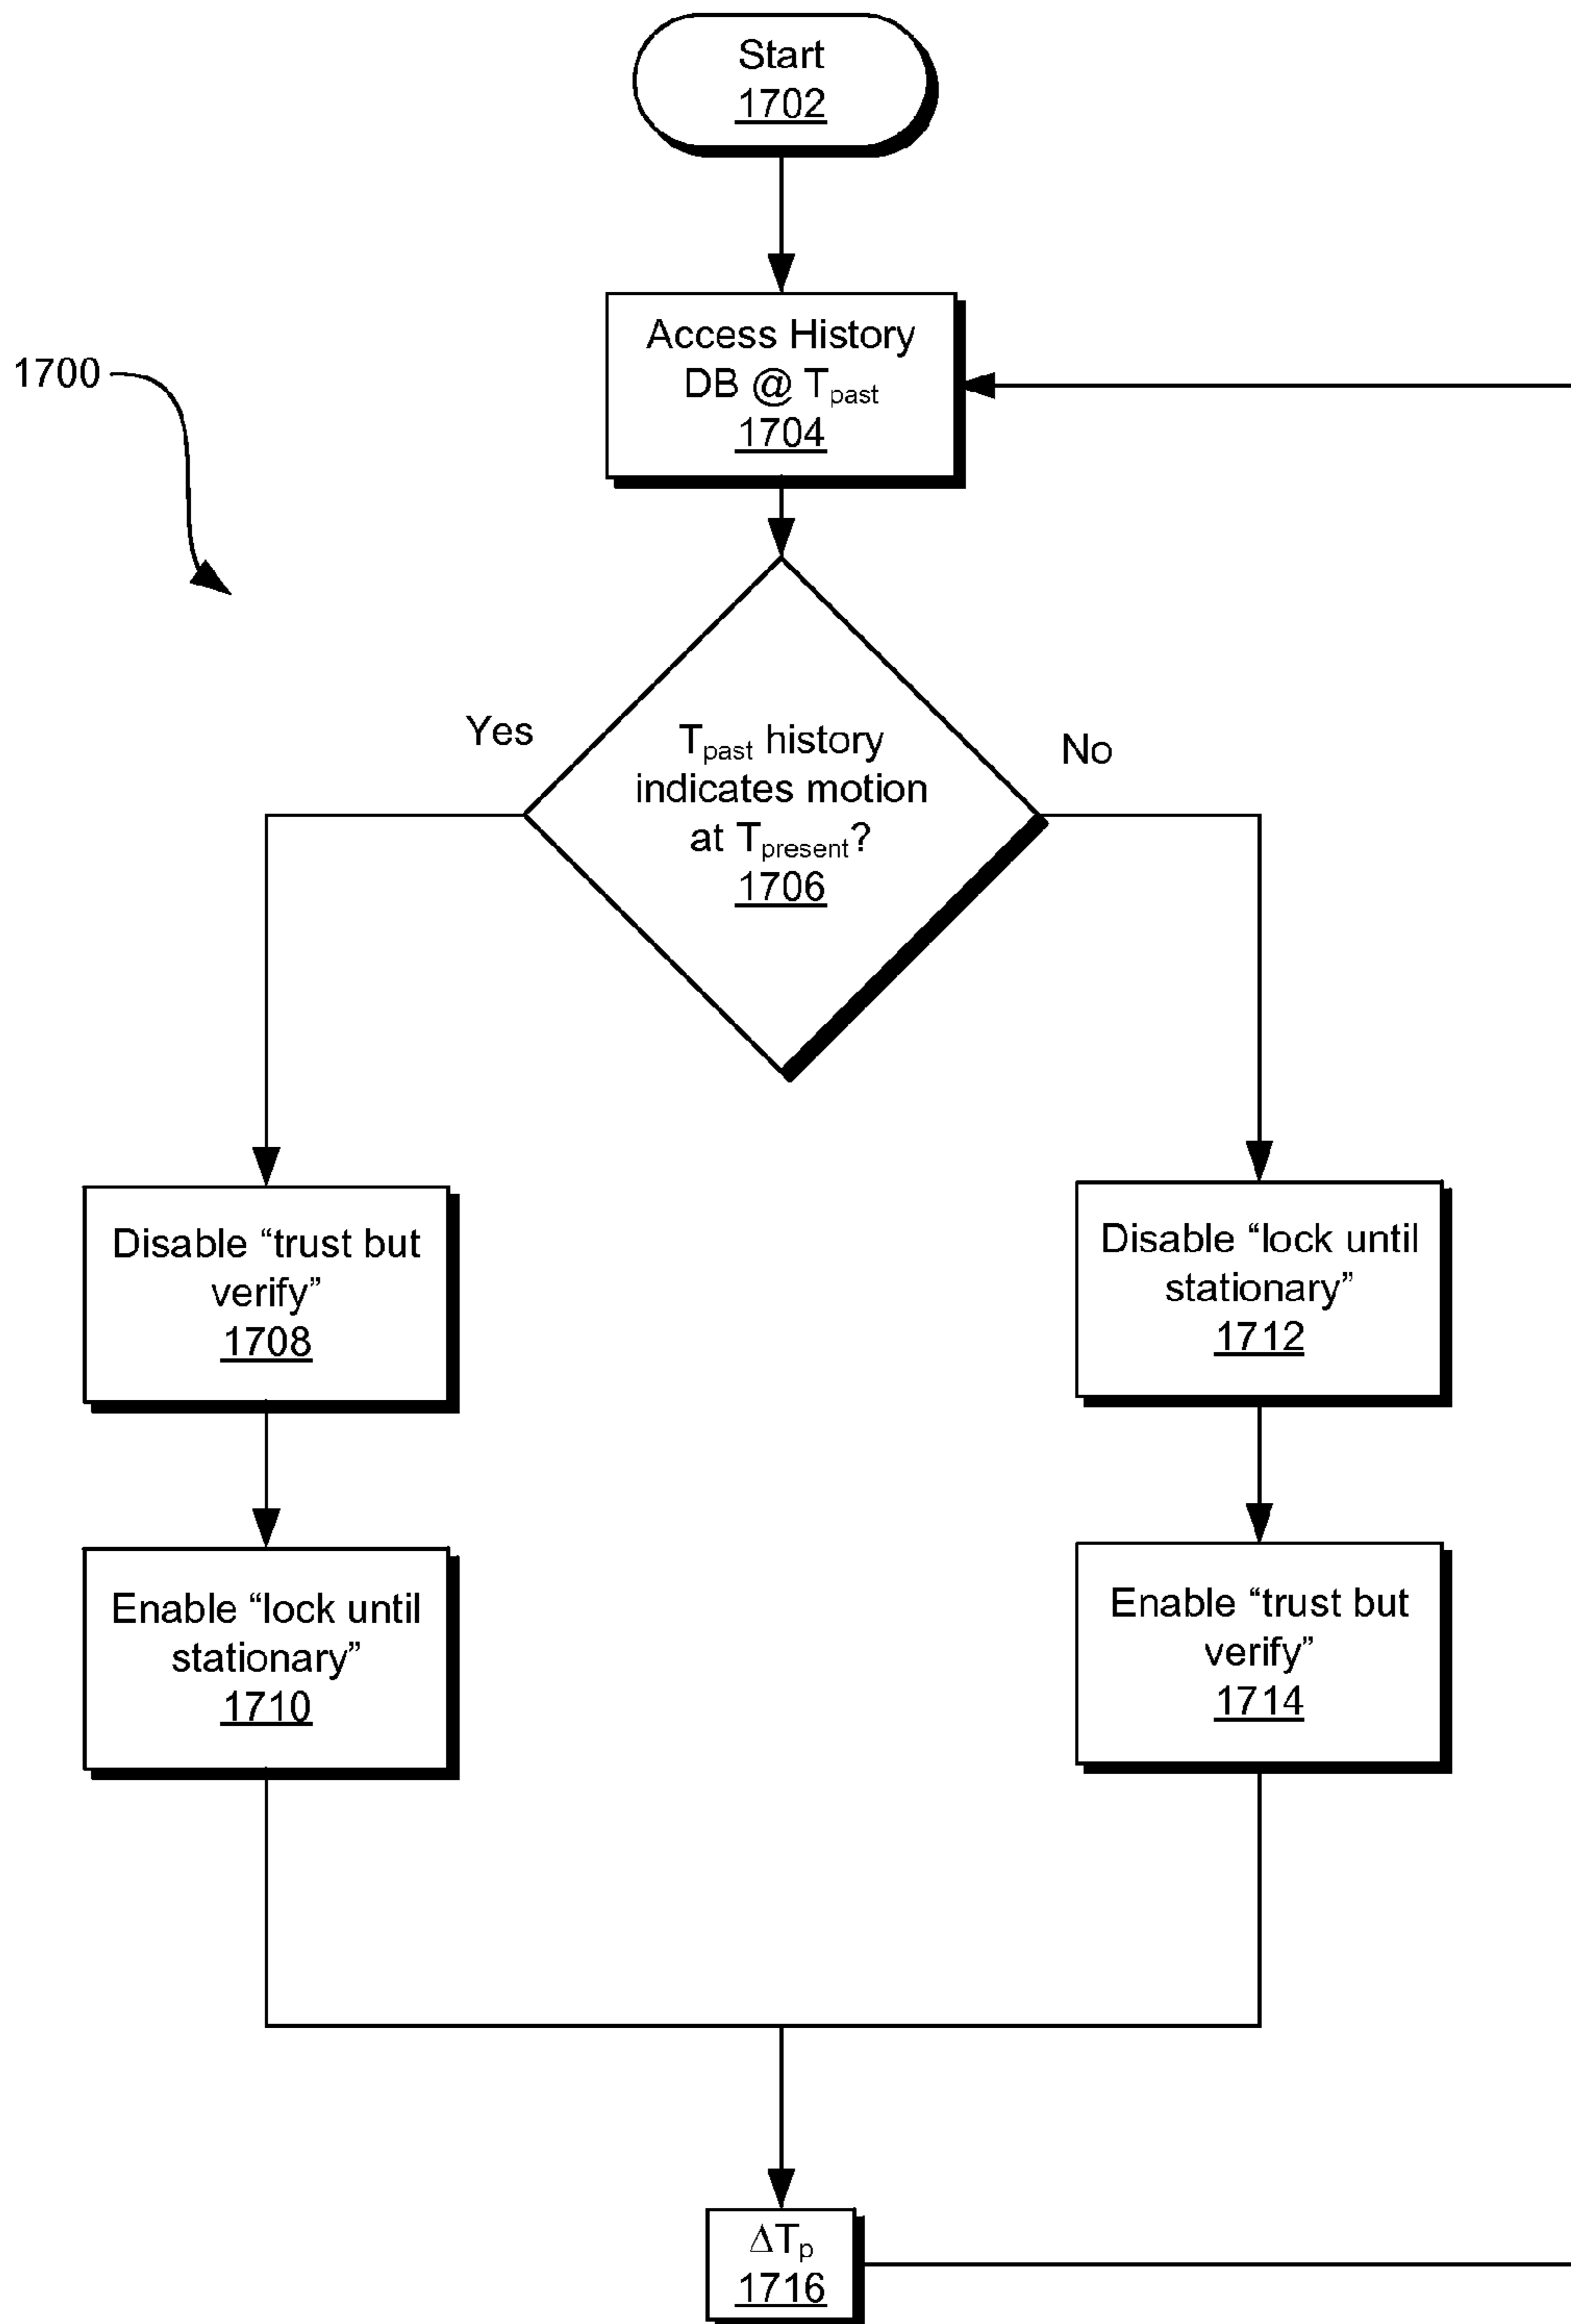 Start
1702
Access History
DB @ Tpast
1704
1700
Yes
No
Tpast history
indicates motion
at Tpresent?
1706
Disable “trust but
verify”
1708
Disable “lock until
stationary”
1712
Enable “lock until
stationary”
1710
Enable “trust but
verify”
1714
ΔTp
1716